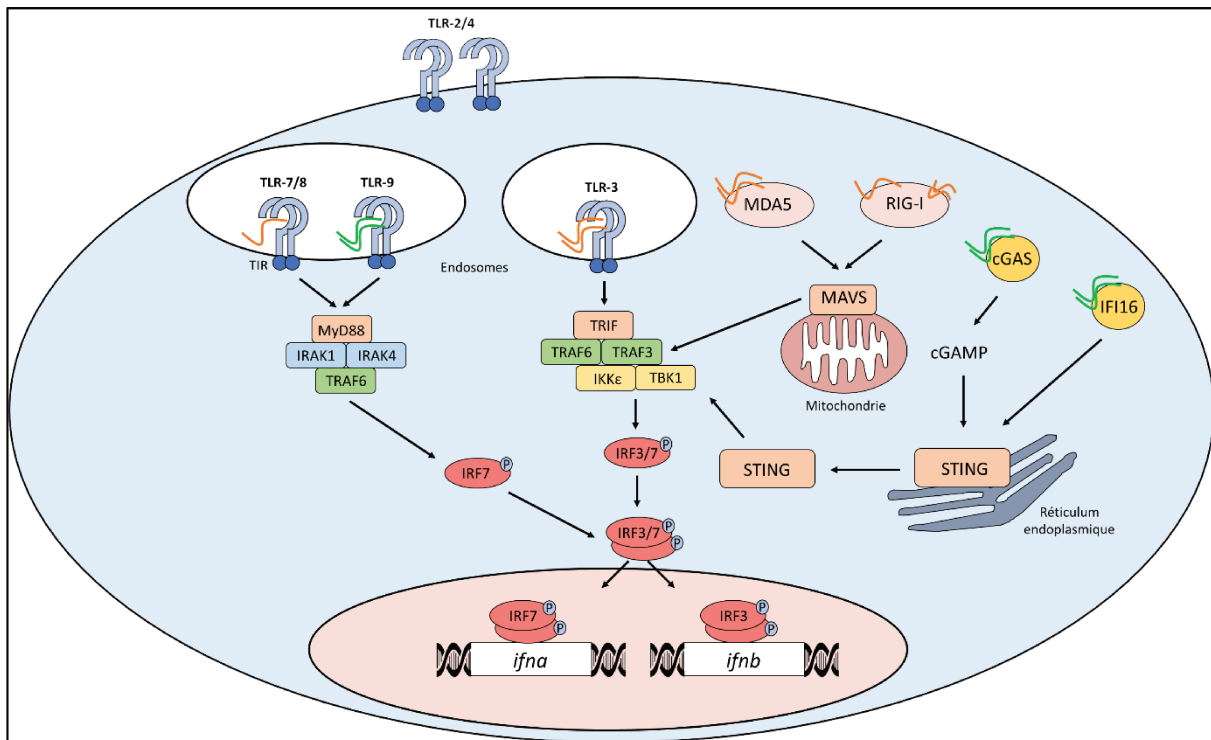 TLR-2/4
TLR-7/8
TLR-9
TIR
Endosomes
TLR-3
MDA5
RIG-I
cGAS
IFI16
MyD88
IRAK1
IRAK4
TRAF6
TRIF
TRAF6
TRAF3
IKKε
TBK1
MAVS
Mitochondrie
cGAMP
STING
STING
Réticulum
endoplasmique
IRF7
P
IRF3/7
P
IRF3/7
P
P
IRF7
P
P
ifna
IRF3
P
P
ifnb